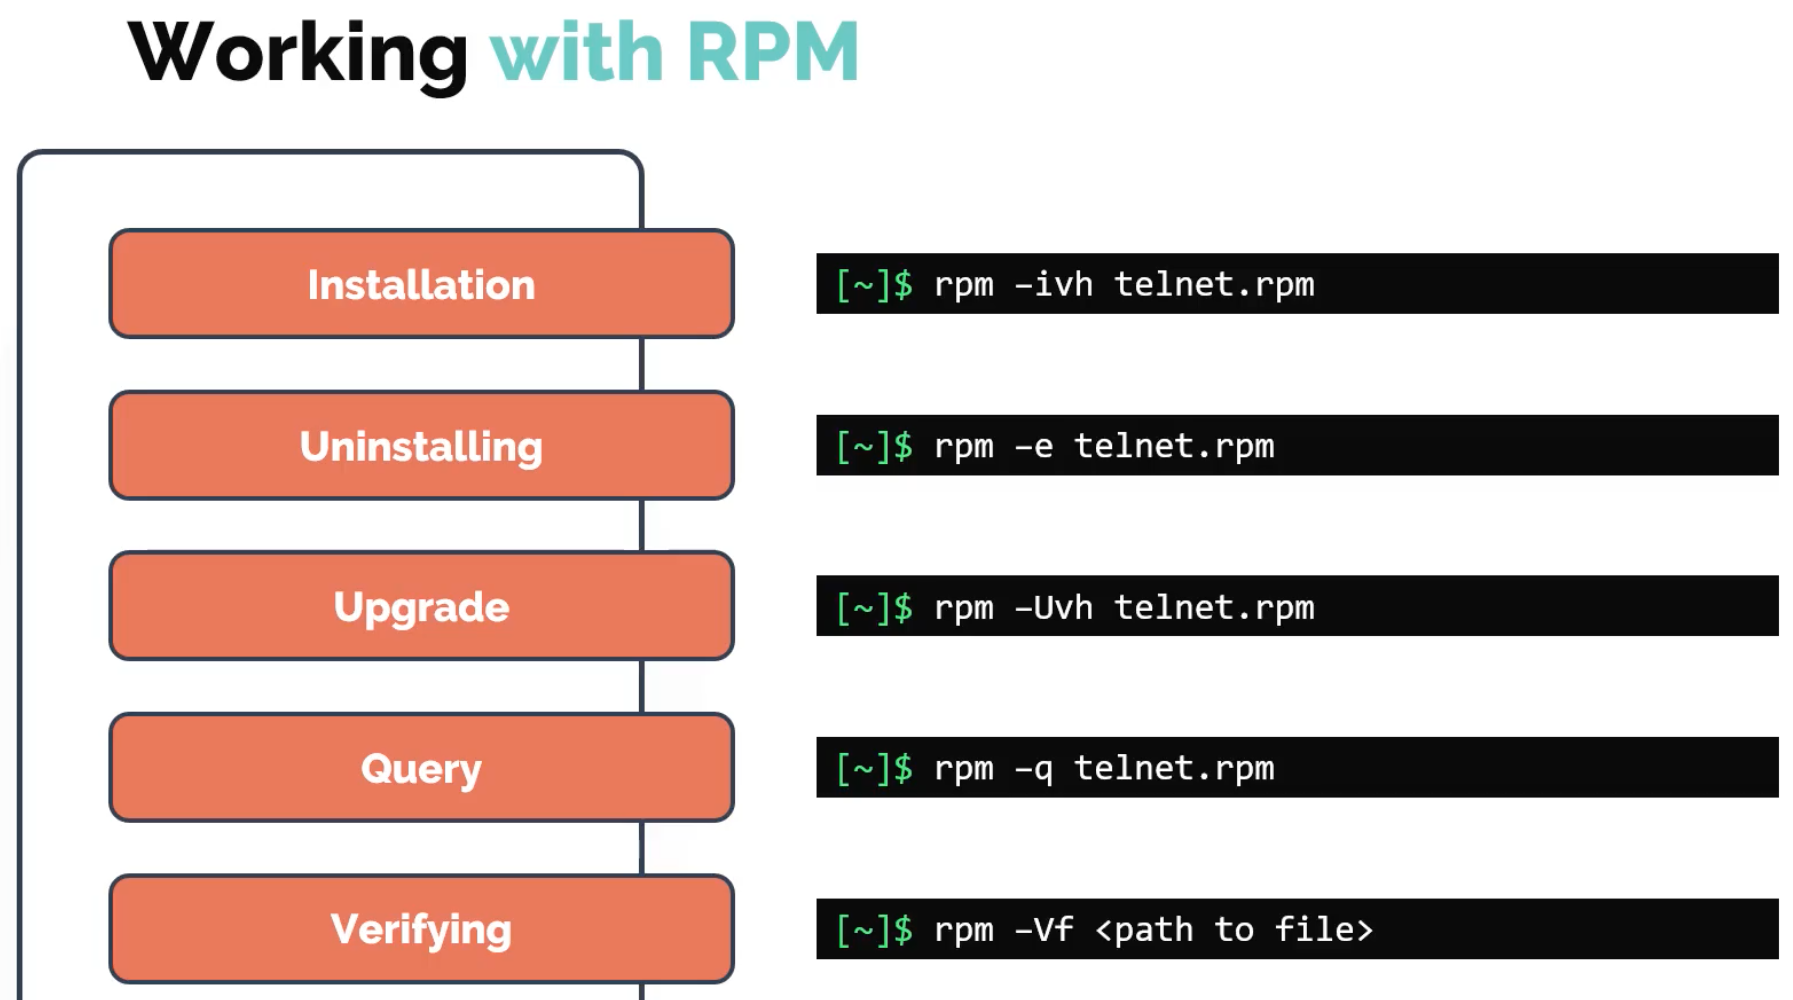 Working with RPM
Installation
[~]$ rpm -ivh telnet.rpm
Uninstalling
[~]$ rpm -e telnet.rpm
Upgrade
[~]$ rpm -Uvh telnet.rpm
Query
[~]$ rpm -q telnet.rpm
Verifying
[~]$ rpm -Vf <path to file>